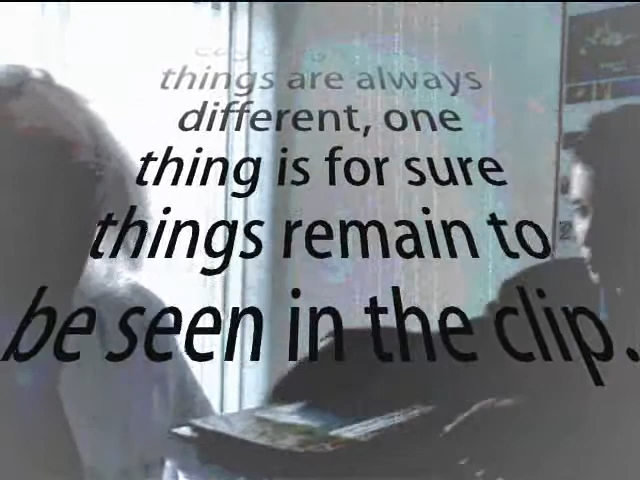 things are always
different, one
thing is for sure
things remain to
be seen in the clip.